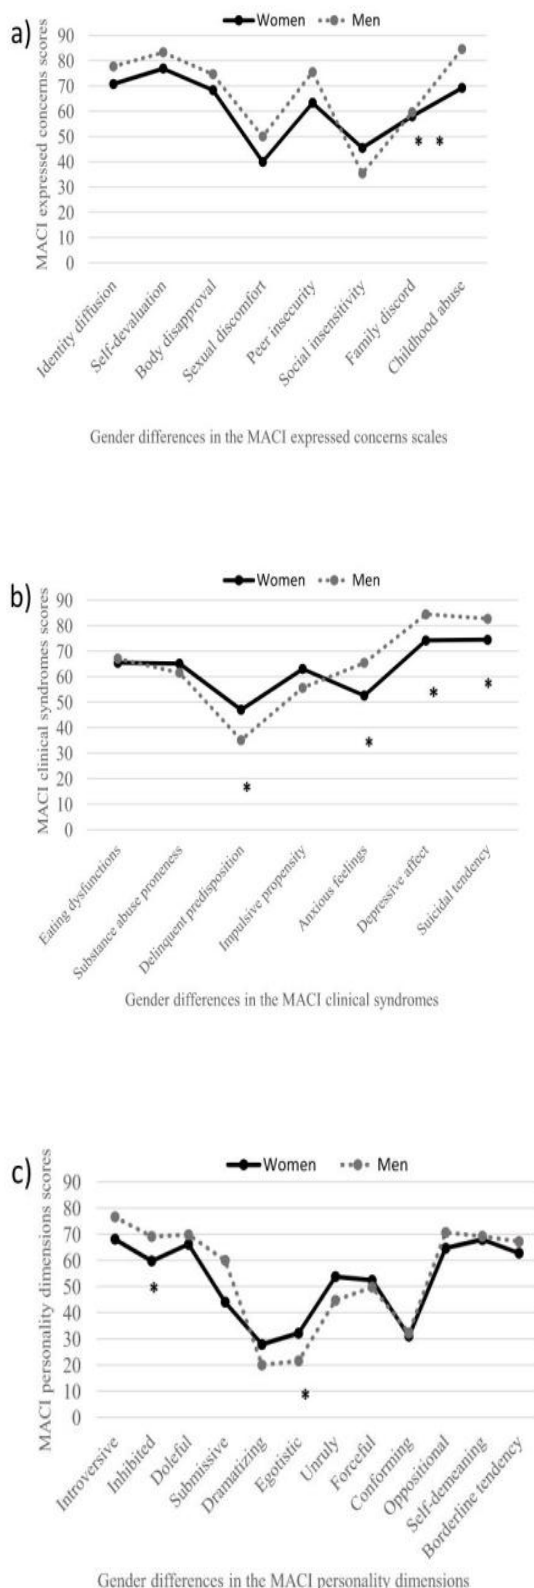 a)
Women Men
MACI expressed concerns scores
90
80
70
60
50
40
30
20
10
0
* *
Identity diffusion
Self-devaluation
Body disapproval
Sexual discomfort
Peer insecurity
Social insensitivity
Family discord
Childhood abuse
Gender differences in the MACI expressed concerns scales
b)
Women Men
MACI clinical syndromes scores
90
80
70
60
50
40
30
20
10
0
* * * *
Eating dysfunctions
Substance abuse proneness
Delinquent predisposition
Impulsive propensity
Anxious feelings
Depressive affect
Suicidal tendency
Gender differences in the MACI clinical syndromes
c)
Women Men
MACI personality dimensions scores
90
80
70
60
50
40
30
20
10
0
* *
Introversive
Inhibited
Doleful
Submissive
Dramatizing
Egotistic
Unruly
Forceful
Conforming
Oppositional
Self-demeaning
Borderline tendency
Gender differences in the MACI personality dimensions